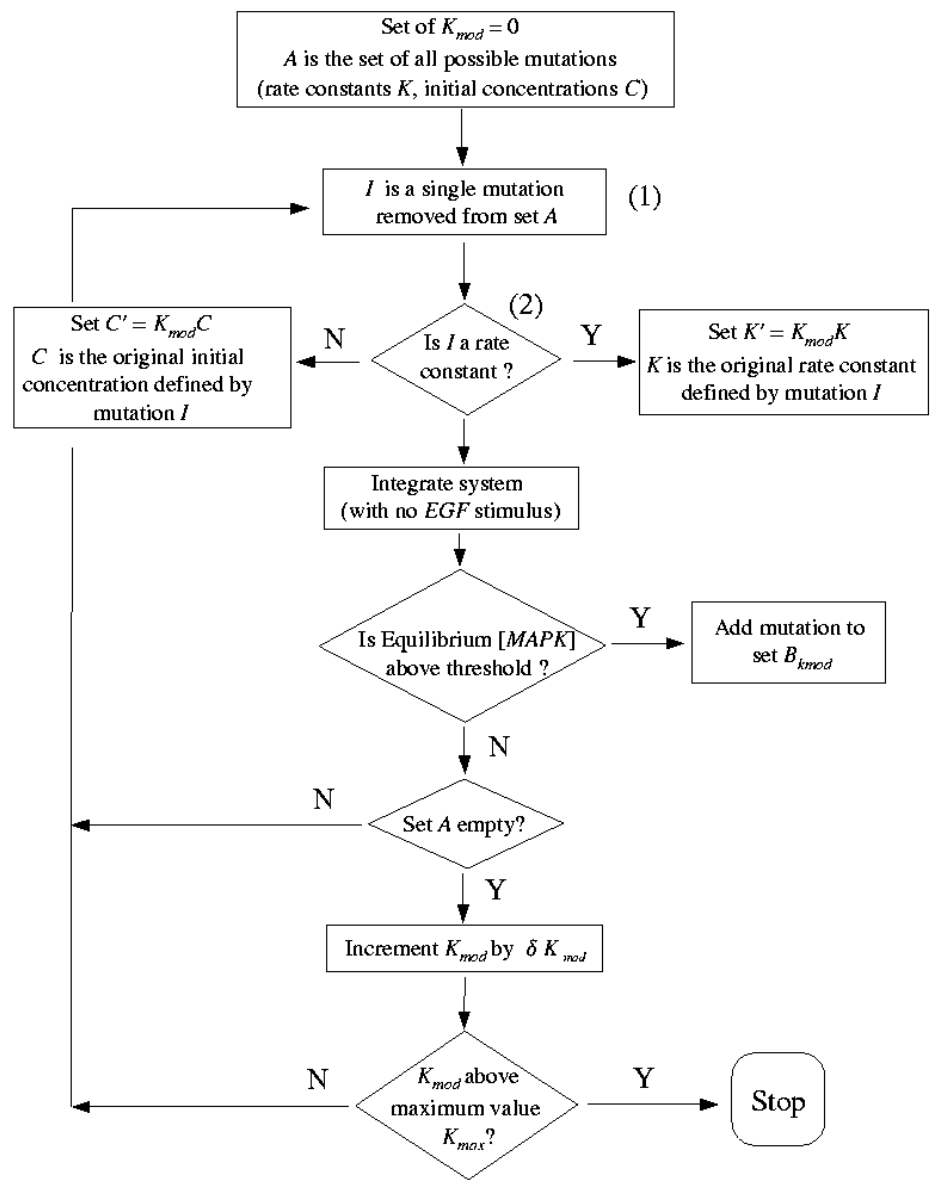 Set of K_mod = 0
A is the set of all possible mutations
(rate constants K, initial concentrations C)
I is a single mutation
removed from set A
(1)
(2)
Is I a rate
constant ?
N
Y
Set C' = K_mod C
C is the original initial
concentration defined by
mutation I
Set K' = K_mod K
K is the original rate constant
defined by mutation I
Integrate system
(with no EGF stimulus)
Is Equilibrium [MAPK]
above threshold ?
Y
Add mutation to
set B_kmod
N
Set A empty?
N
Y
Increment K_mod by δ K_mod
K_mod above
maximum value
K_max?
N
Y
Stop